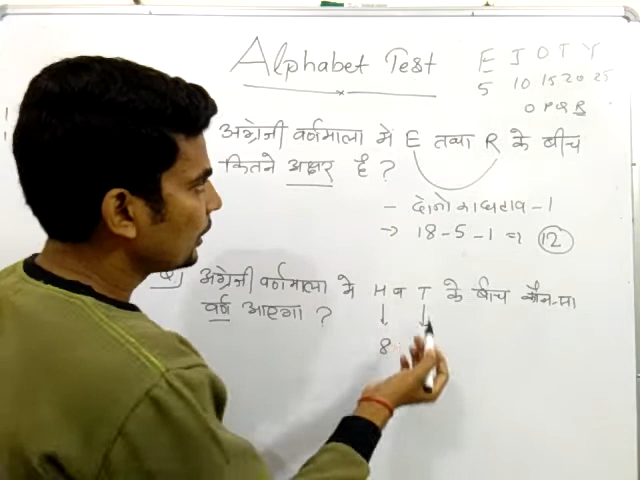 Alphabet Test
E J O T Y
5 10 15 20 25
O P Q R
अंग्रेजी वर्णमाला में E तथा R के बीच
कितने अक्षर है ?
- दोनो का घटाव - 1
→ 18 - 5 - 1 => 12
अंग्रेजी वर्णमाला में H व T के बीच कौन-सा
वर्ण आएगा ?
↓ ↓
8